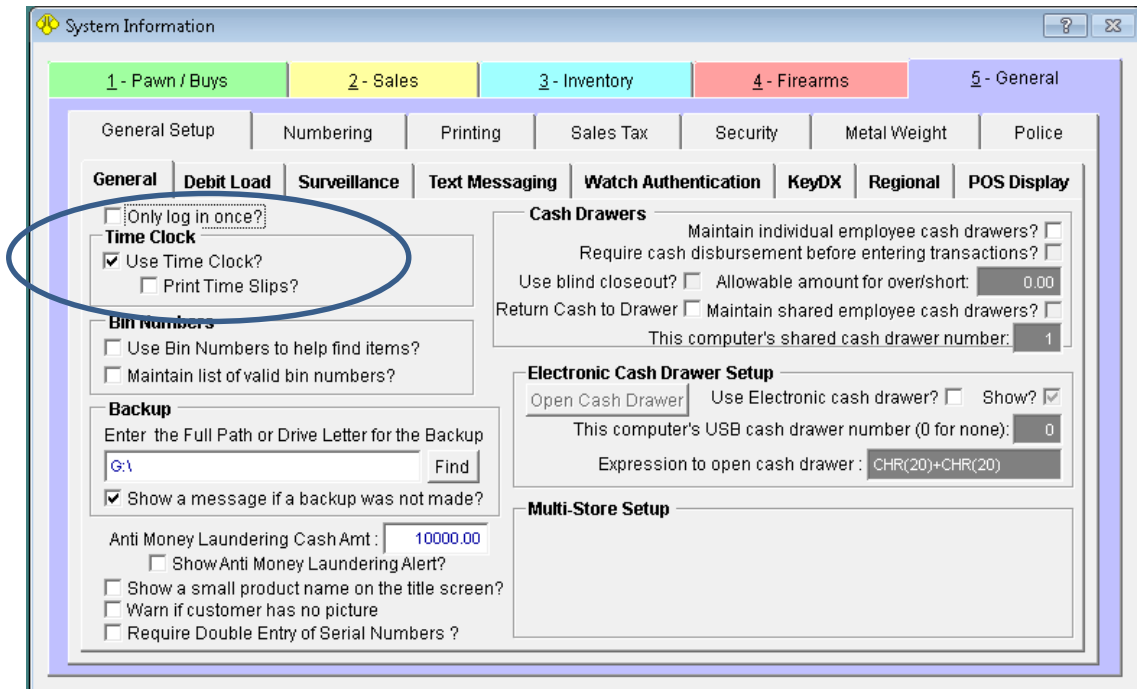 System Information
1 - Pawn / Buys
2 - Sales
3 - Inventory
4 - Firearms
5 - General
General Setup
Numbering
Printing
Sales Tax
Security
Metal Weight
Police
General
Debit Load
Surveillance
Text Messaging
Watch Authentication
KeyDX
Regional
POS Display
Only log in once?
Time Clock
Use Time Clock?
Print Time Slips?
Bin Numbers
Use Bin Numbers to help find items?
Maintain list of valid bin numbers?
Backup
Enter the Full Path or Drive Letter for the Backup
G:\
Find
Show a message if a backup was not made?
Anti Money Laundering Cash Amt : 10000.00
Show Anti Money Laundering Alert?
Show a small product name on the title screen?
Warn if customer has no picture
Require Double Entry of Serial Numbers ?
Cash Drawers
Maintain individual employee cash drawers?
Require cash disbursement before entering transactions?
Use blind closeout? Allowable amount for over/short: 0.00
Return Cash to Drawer Maintain shared employee cash drawers?
This computer's shared cash drawer number: 1
Electronic Cash Drawer Setup
Open Cash Drawer Use Electronic cash drawer? Show?
This computer's USB cash drawer number (0 for none): 0
Expression to open cash drawer : CHR(20)+CHR(20)
Multi-Store Setup